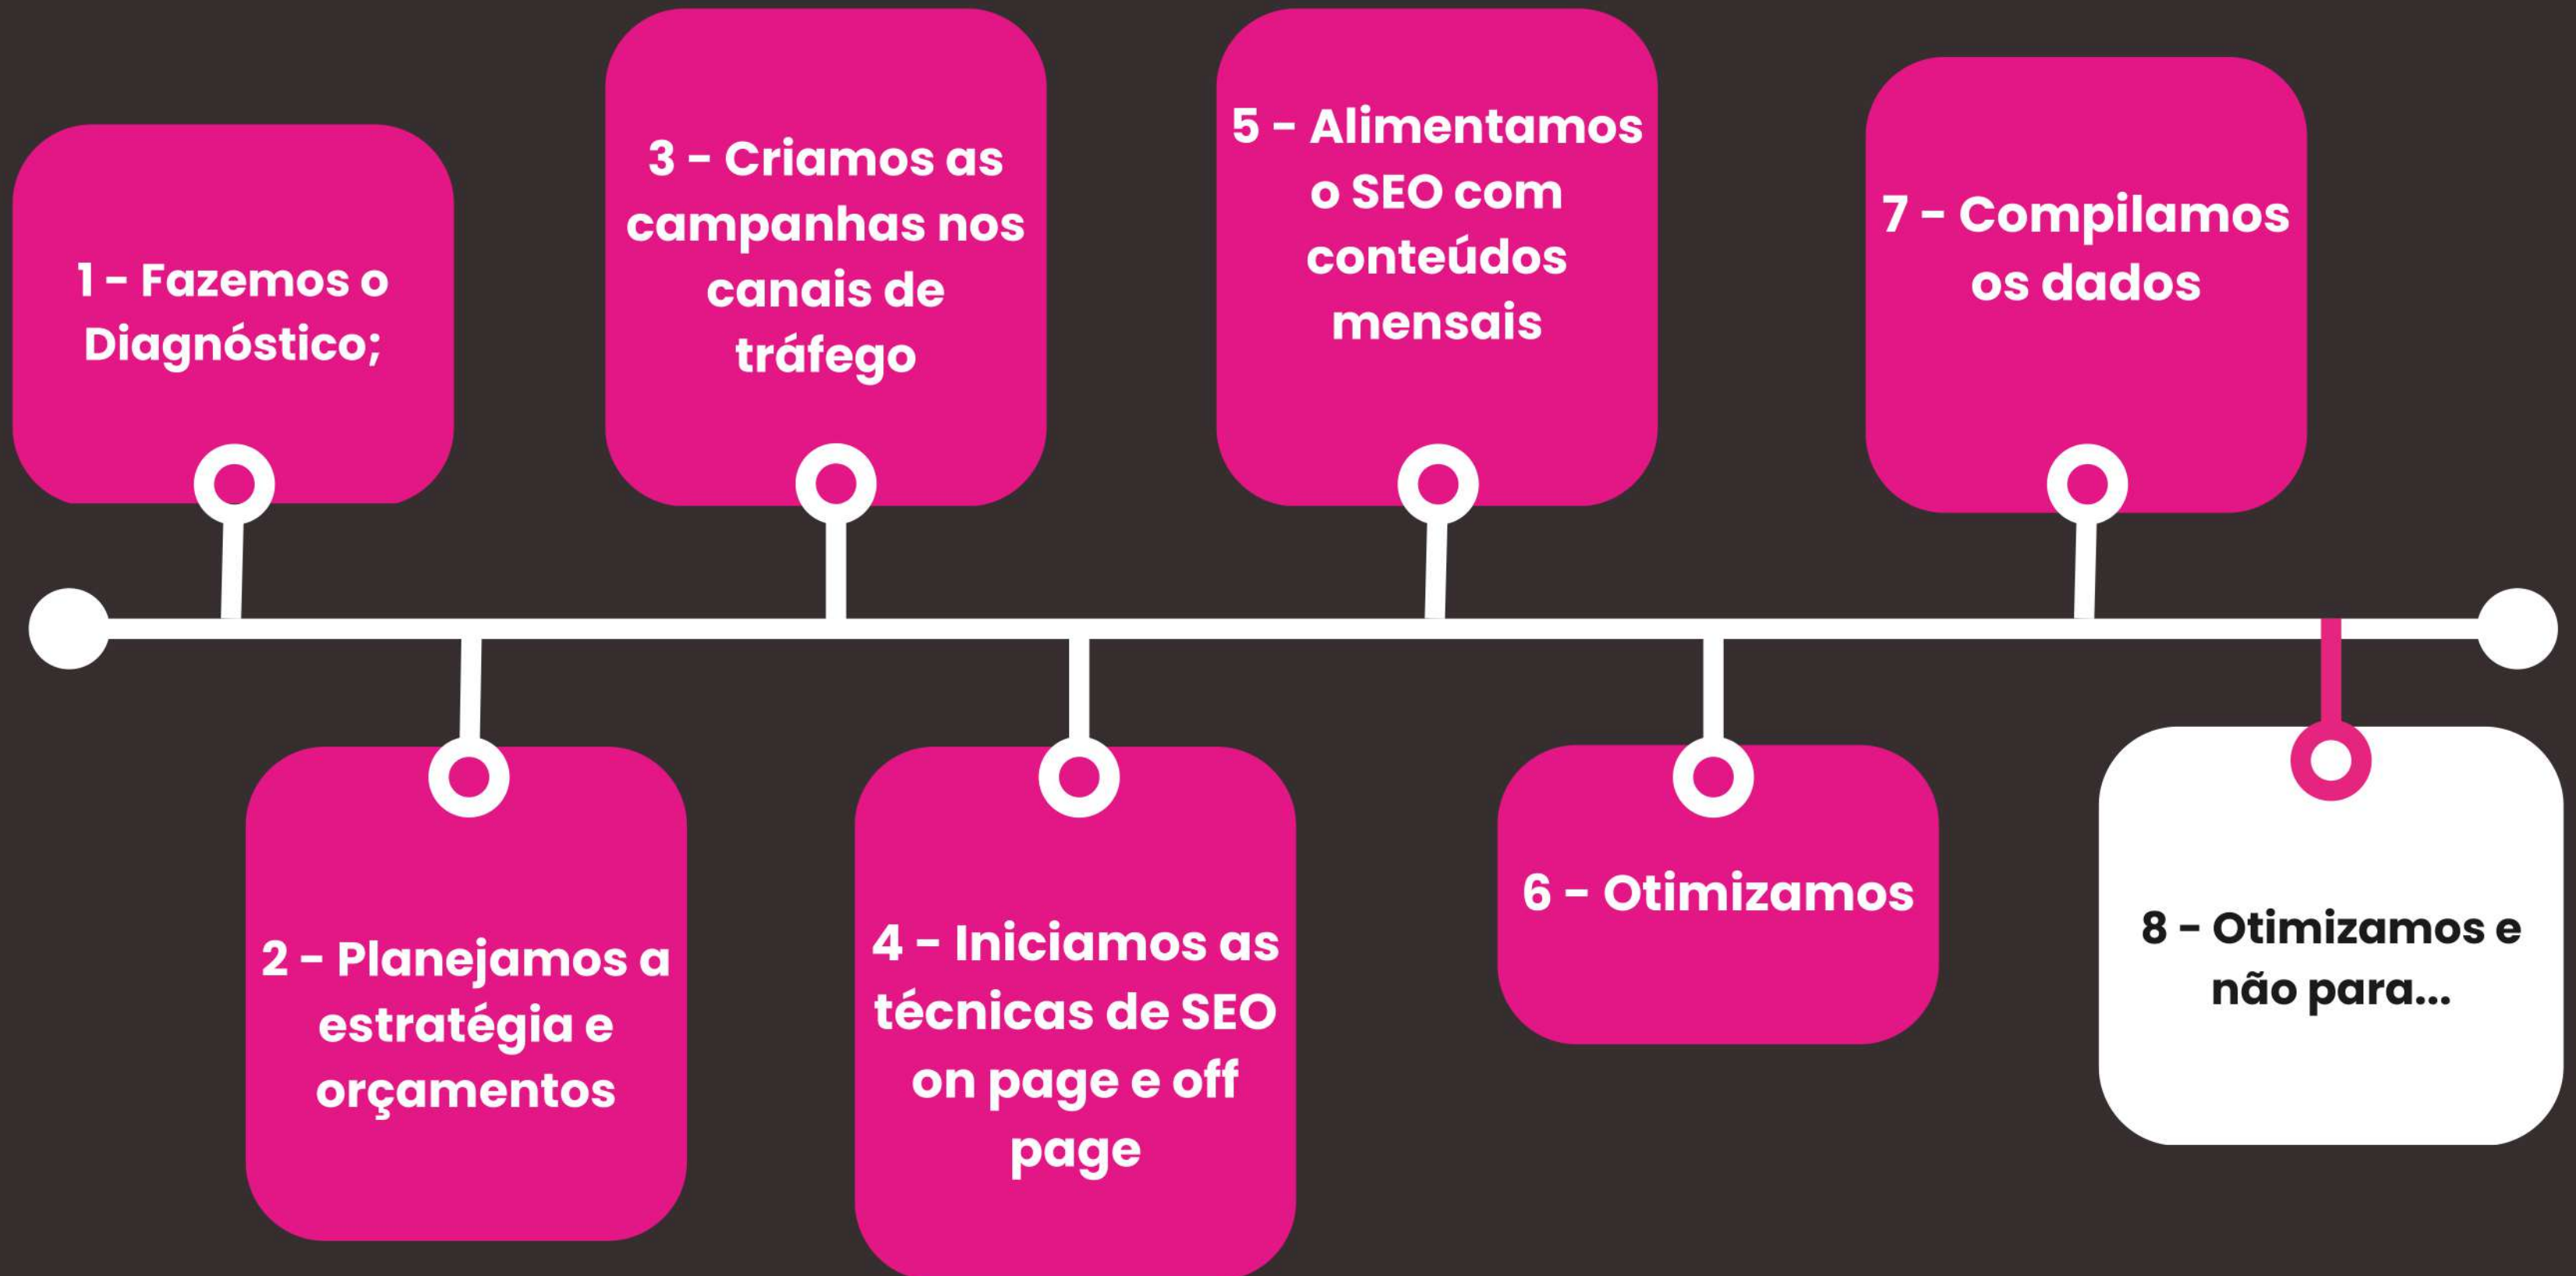 1 - Fazemos o
Diagnóstico;
2 - Planejamos a
estratégia e
orçamentos
3 - Criamos as
campanhas nos
canais de
tráfego
4 - Iniciamos as
técnicas de SEO
on page e off
page
5 - Alimentamos
o SEO com
conteúdos
mensais
6 - Otimizamos
7 - Compilamos
os dados
8 - Otimizamos e
não para...